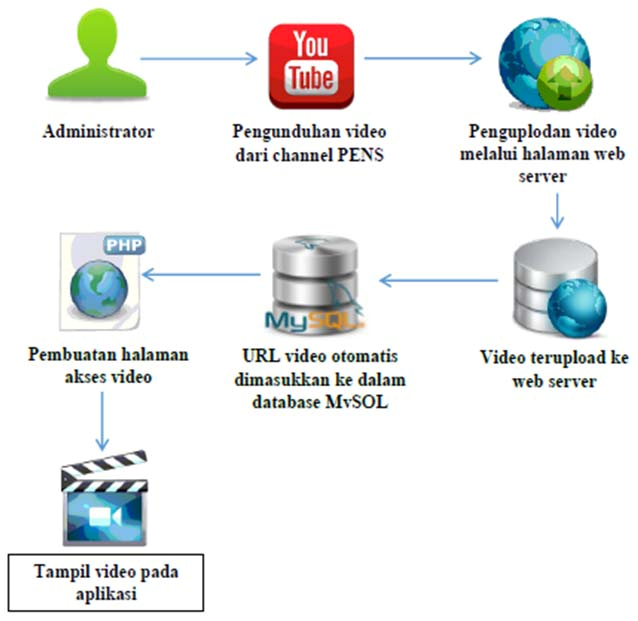 You
Tube
Administrator
Pengunduhan video
dari channel PENS
Penguplodan video
melalui halaman web
server
PHP
MySQL
Pembuatan halaman
akses video
URL video otomatis
dimasukkan ke dalam
database MvSOL
Video terupload ke
web server
Tampil video pada
aplikasi